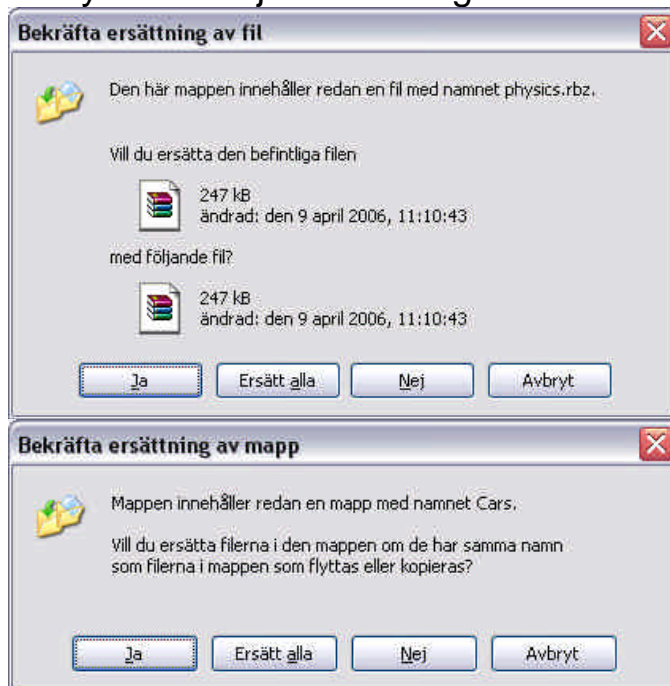 Bekräfta ersättning av fil
Den här mappen innehåller redan en fil med namnet physics.rbz.
Vill du ersätta den befintliga filen
247 kB
ändrad: den 9 april 2006, 11:10:43
med följande fil?
247 kB
ändrad: den 9 april 2006, 11:10:43
Ja Ersätt alla Nej Avbryt
Bekräfta ersättning av mapp
Mappen innehåller redan en mapp med namnet Cars.
Vill du ersätta filerna i den mappen om de har samma namn
som filerna i mappen som flyttas eller kopieras?
Ja Ersätt alla Nej Avbryt